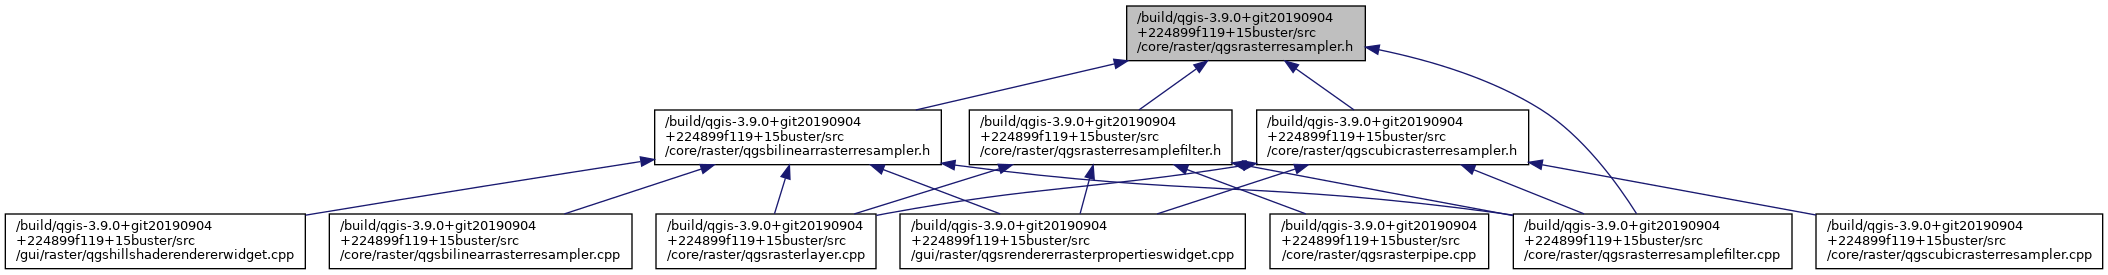 /build/qgis-3.9.0+git20190904
+224899f119+15buster/src
/core/raster/qgsrasterresampler.h
/build/qgis-3.9.0+git20190904
+224899f119+15buster/src
/core/raster/qgsbilinearrasterresampler.h
/build/qgis-3.9.0+git20190904
+224899f119+15buster/src
/core/raster/qgsrasterresamplefilter.h
/build/qgis-3.9.0+git20190904
+224899f119+15buster/src
/core/raster/qgscubicrasterresampler.h
/build/qgis-3.9.0+git20190904
+224899f119+15buster/src
/gui/raster/qgshillshaderendererwidget.cpp
/build/qgis-3.9.0+git20190904
+224899f119+15buster/src
/core/raster/qgsbilinearrasterresampler.cpp
/build/qgis-3.9.0+git20190904
+224899f119+15buster/src
/core/raster/qgsrasterlayer.cpp
/build/qgis-3.9.0+git20190904
+224899f119+15buster/src
/gui/raster/qgsrendererrasterpropertieswidget.cpp
/build/qgis-3.9.0+git20190904
+224899f119+15buster/src
/core/raster/qgsrasterpipe.cpp
/build/qgis-3.9.0+git20190904
+224899f119+15buster/src
/core/raster/qgsrasterresamplefilter.cpp
/build/qgis-3.9.0+git20190904
+224899f119+15buster/src
/core/raster/qgscubicrasterresampler.cpp